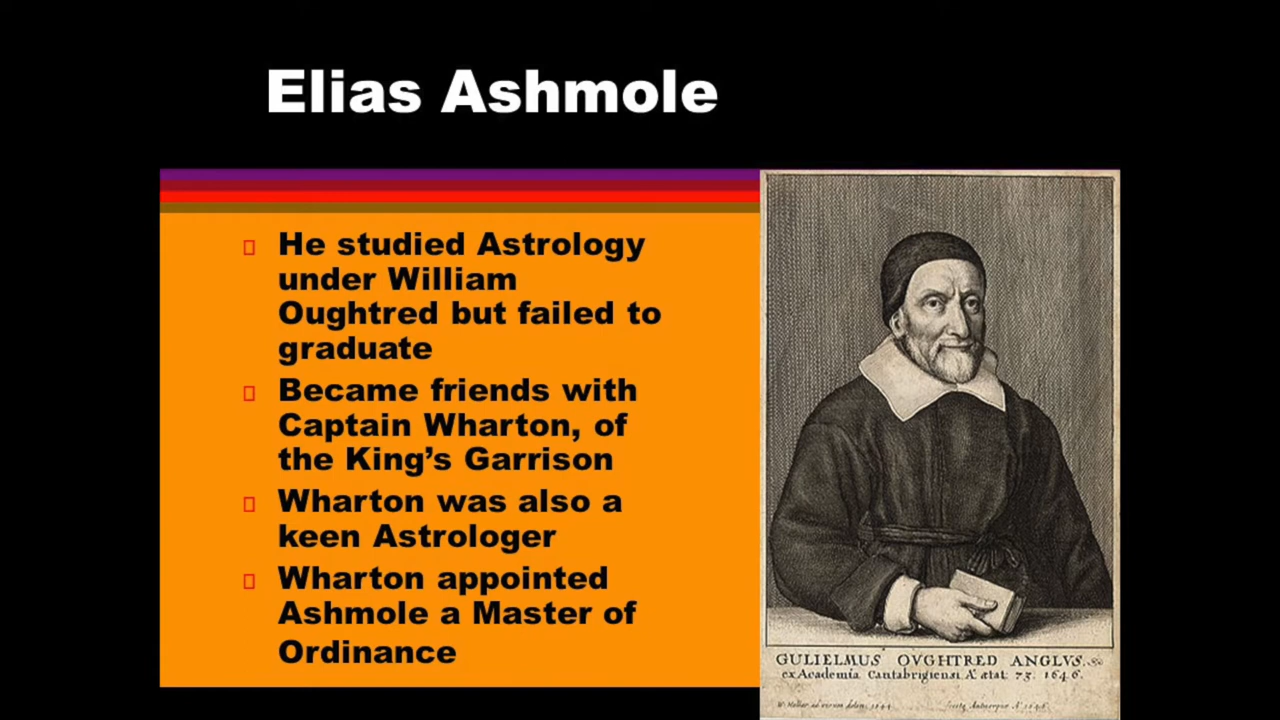 Elias Ashmole
He studied Astrology
under William
Oughtred but failed to
graduate
Became friends with
Captain Wharton, of
the King’s Garrison
Wharton was also a
keen Astrologer
Wharton appointed
Ashmole a Master of
Ordinance
GULIELMUS OVGHTRED ANGLVS.
ex Academia Cantabrigiensi Aº ætat: 73. 1646.